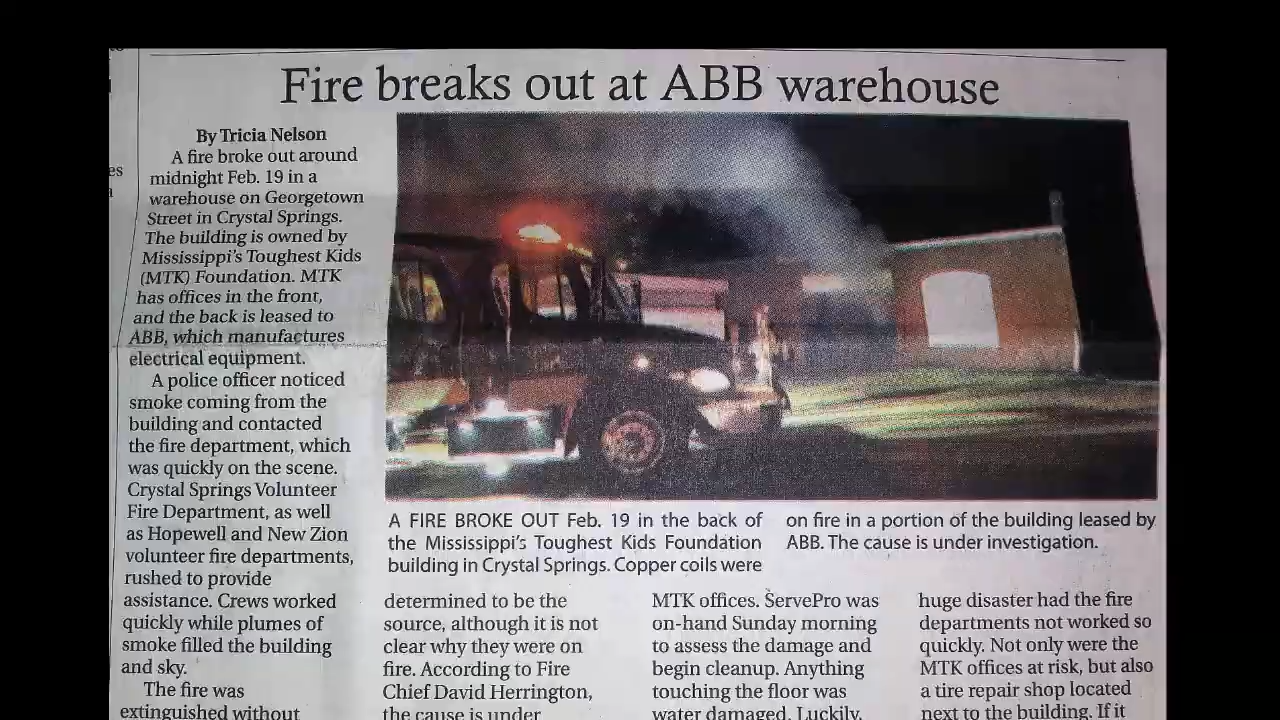 Fire breaks out at ABB warehouse
By Tricia Nelson
A fire broke out around
midnight Feb. 19 in a
warehouse on Georgetown
Street in Crystal Springs.
The building is owned by
Mississippi's Toughest Kids
(MTK) Foundation. MTK
has offices in the front,
and the back is leased to
ABB, which manufactures
electrical equipment.
A police officer noticed
smoke coming from the
building and contacted
the fire department, which
was quickly on the scene.
Crystal Springs Volunteer
Fire Department, as well
as Hopewell and New Zion
volunteer fire departments,
rushed to provide
assistance. Crews worked
quickly while plumes of
smoke filled the building
and sky.
The fire was
extinguished without
A FIRE BROKE OUT Feb. 19 in the back of
the Mississippi's Toughest Kids Foundation
building in Crystal Springs. Copper coils were
on fire in a portion of the building leased by
ABB. The cause is under investigation.
determined to be the
source, although it is not
clear why they were on
fire. According to Fire
Chief David Herrington,
the cause is under
MTK offices. ServePro was
on-hand Sunday morning
to assess the damage and
begin cleanup. Anything
touching the floor was
water damaged. Luckily,
huge disaster had the fire
departments not worked so
quickly. Not only were the
MTK offices at risk, but also
a tire repair shop located
next to the building. If it